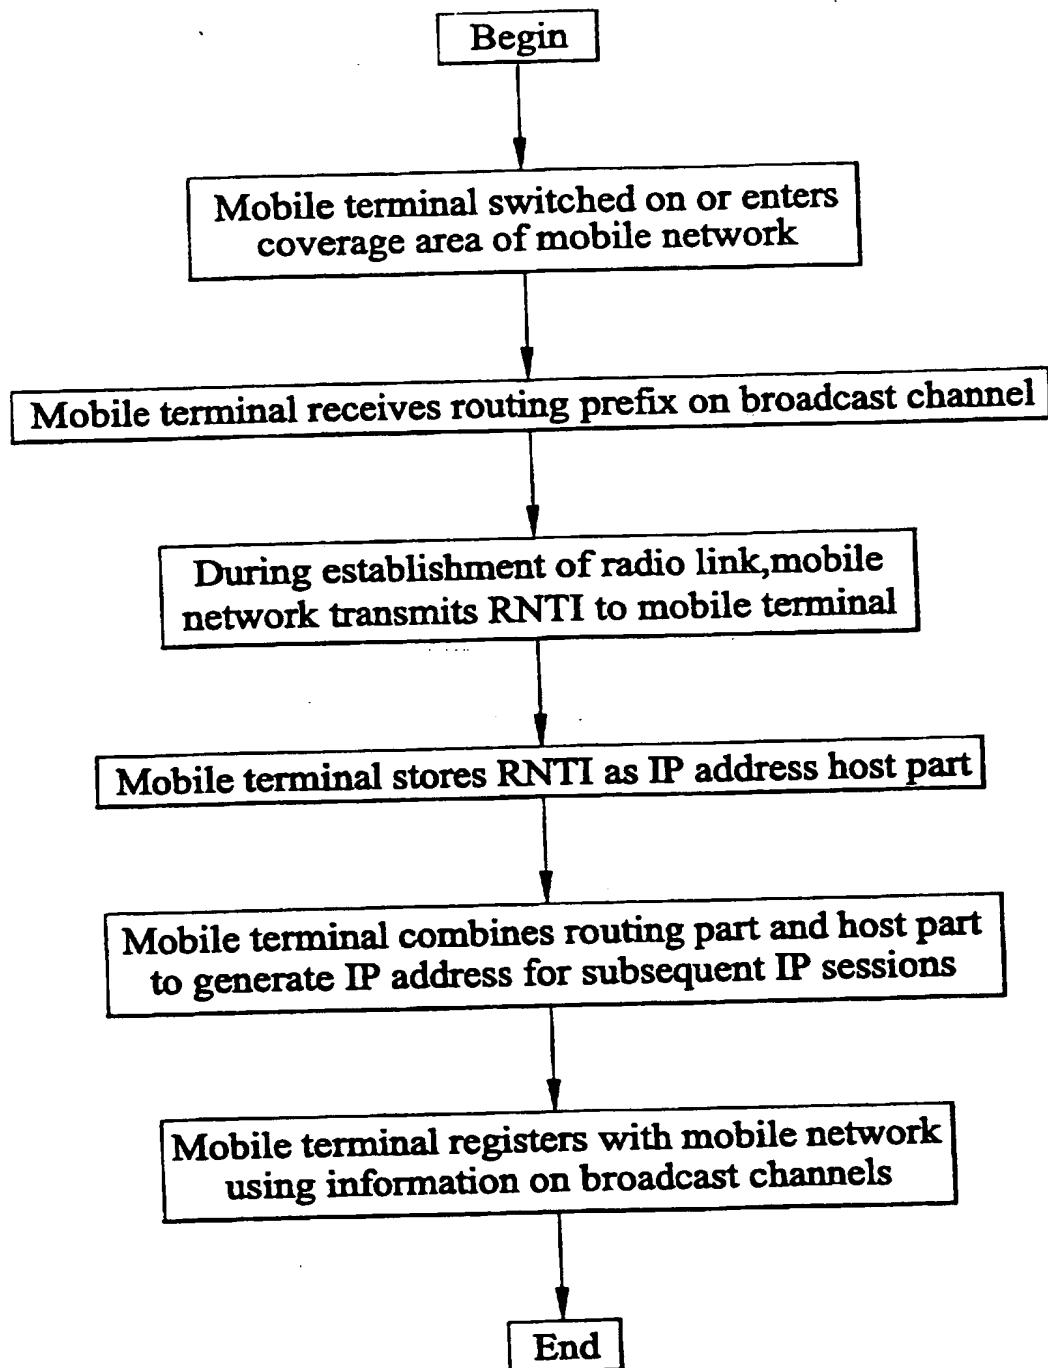 Begin
Mobile terminal switched on or enters
coverage area of mobile network
Mobile terminal receives routing prefix on broadcast channel
During establishment of radio link,mobile
network transmits RNTI to mobile terminal
Mobile terminal stores RNTI as IP address host part
Mobile terminal combines routing part and host part
to generate IP address for subsequent IP sessions
Mobile terminal registers with mobile network
using information on broadcast channels
End